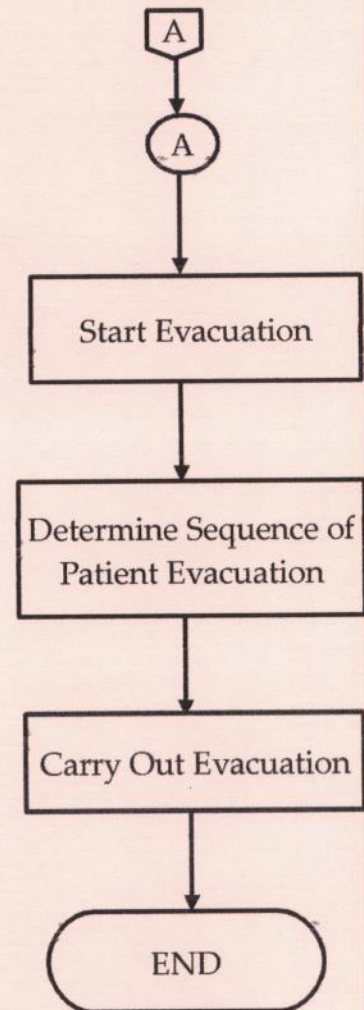 A
A
Start Evacuation
Determine Sequence of
Patient Evacuation
Carry Out Evacuation
END